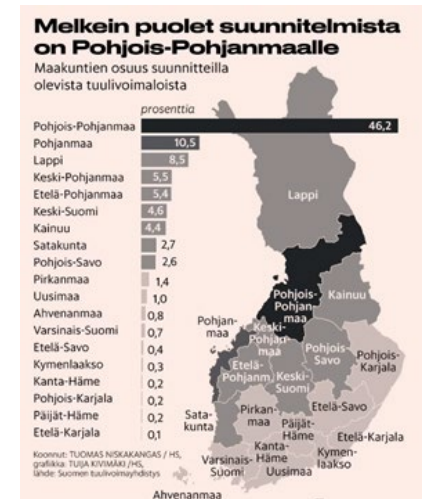 Melkein puolet suunnitelmista
on Pohjois-Pohjanmaalle
Maakuntien osuus suunnitteilla
olevista tuulivoimaloista
prosenttia
Pohjois-Pohjanmaa 46,2
Pohjanmaa 10,5
Lappi 8,5
Keski-Pohjanmaa 5,5
Etelä-Pohjanmaa 5,4
Keski-Suomi 4,6
Kainuu 4,4
Satakunta 2,7
Pohjois-Savo 2,6
Pirkanmaa 1,4
Uusimaa 1,0
Ahvenanmaa 0,8
Varsinais-Suomi 0,7
Etelä-Savo 0,4
Kymenlaakso 0,3
Kanta-Häme 0,2
Pohjois-Karjala 0,2
Päijät-Häme 0,2
Etelä-Karjala 0,1
Koonnut: TUOMAS NISKAKANGAS / HS,
grafiikka: TUIJA KIVIMÄKI /HS,
lähde: Suomen tuulivoimayhdistys
Lappi
Pohjois-
Pohjan-
maa
Kainuu
Pohjan-
maa
Keski-
Pohjan-
maa
Etelä-
Pohjanm
Keski-
Suomi
Pohjois-
Savo
Pohjois-
Karjala
Sata-
kunta
Pirkan-
maa
Etelä-Savo
Päijät-
Häme
Kanta-
Häme
Etelä-Karjala
Kymen-
laakso
Varsinais-
Suomi
Uusimaa
Ahvenanmaa